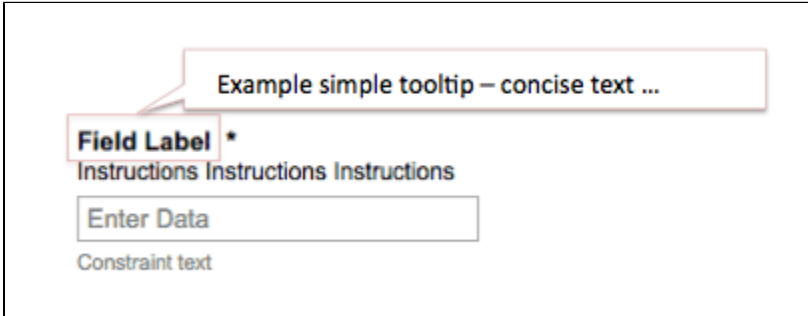 Example simple tooltip – concise text ...
Field Label *
Instructions Instructions Instructions
Enter Data
Constraint text